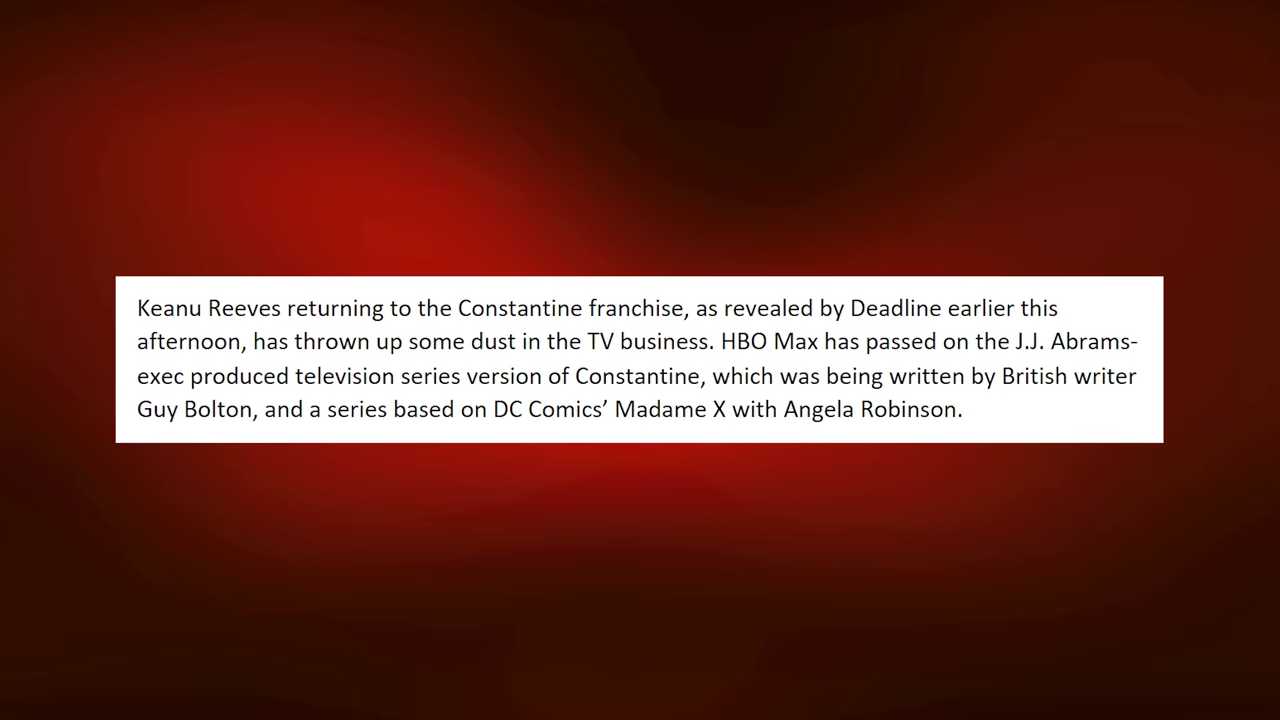 Keanu Reeves returning to the Constantine franchise, as revealed by Deadline earlier this
afternoon, has thrown up some dust in the TV business. HBO Max has passed on the J.J. Abrams-
exec produced television series version of Constantine, which was being written by British writer
Guy Bolton, and a series based on DC Comics’ Madame X with Angela Robinson.